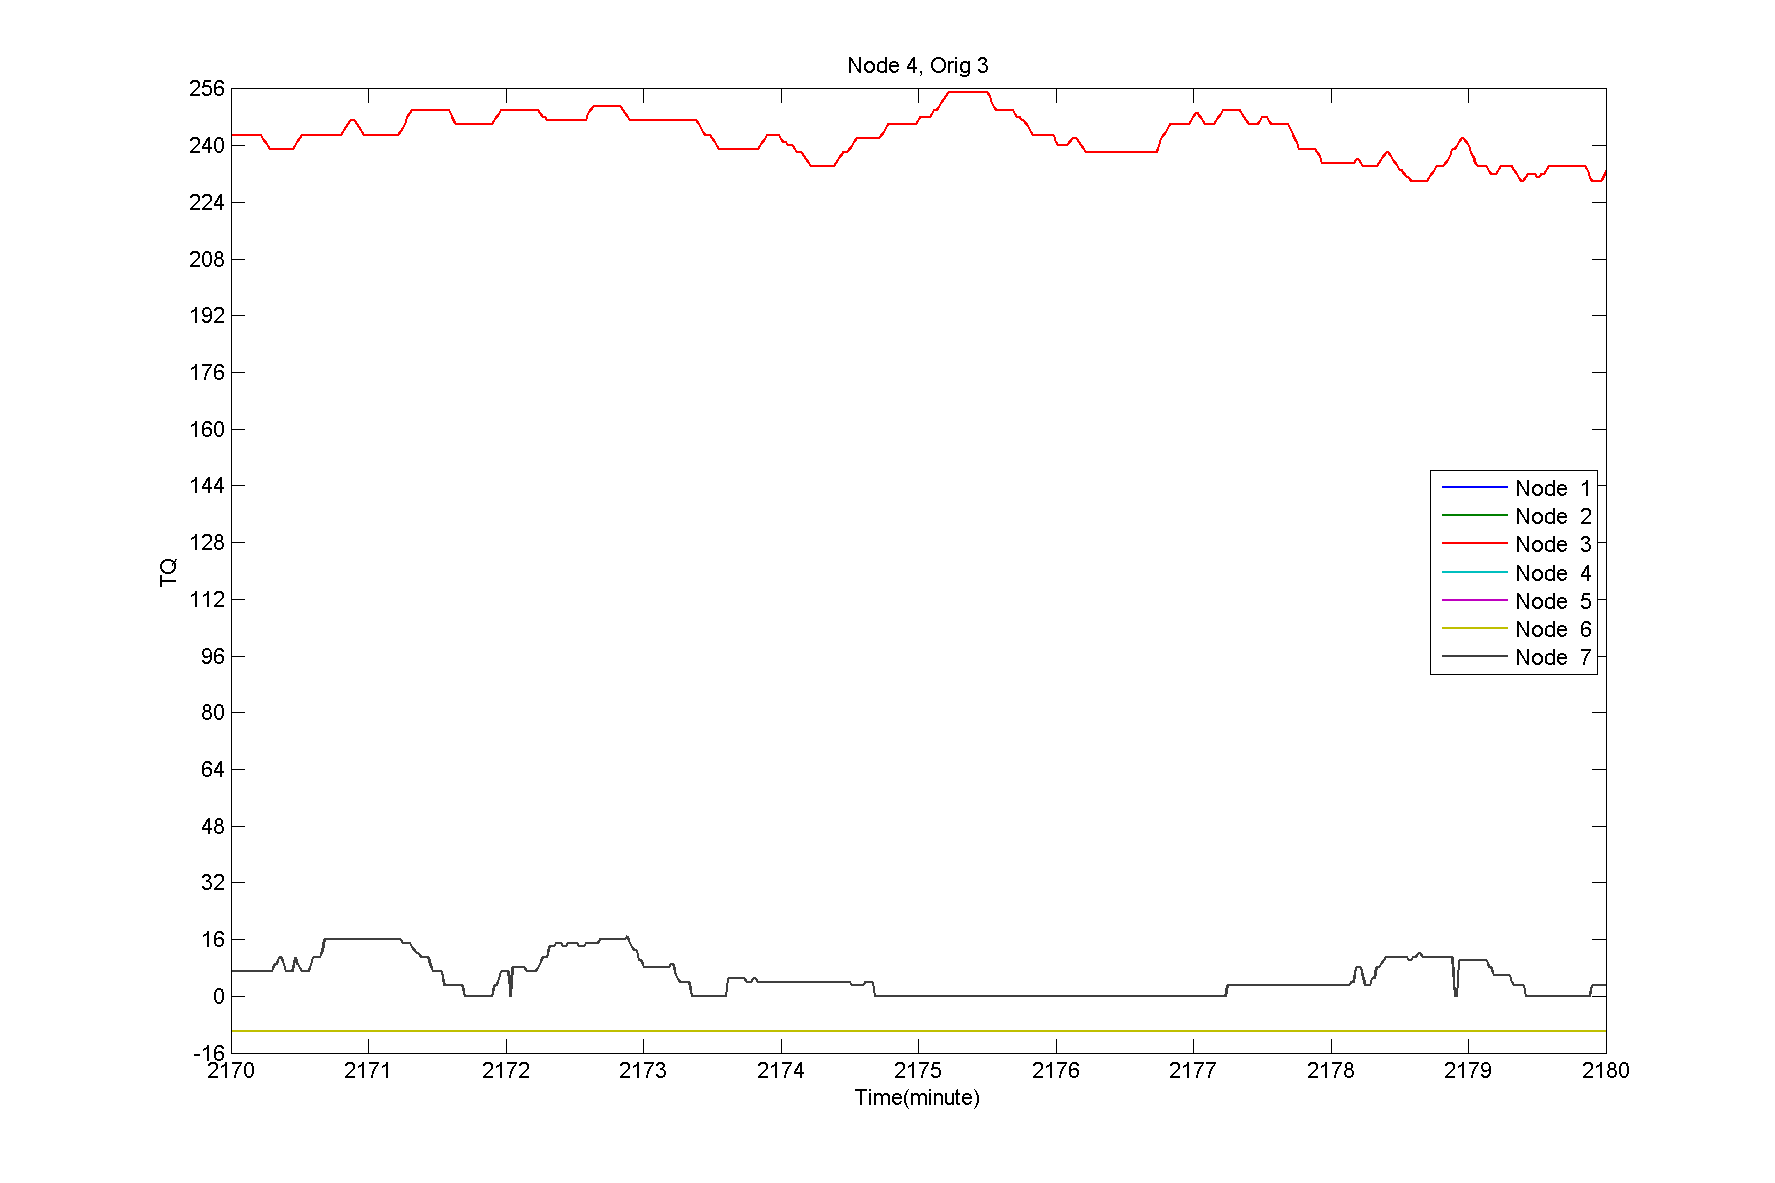 Node 4, Orig 3
256
240
224
208
192
176
160
144
128
112
96
80
64
48
32
16
0
-16
TQ
Node 1
Node 2
Node 3
Node 4
Node 5
Node 6
Node 7
2170 2171 2172 2173 2174 2175 2176 2177 2178 2179 2180
Time(minute)